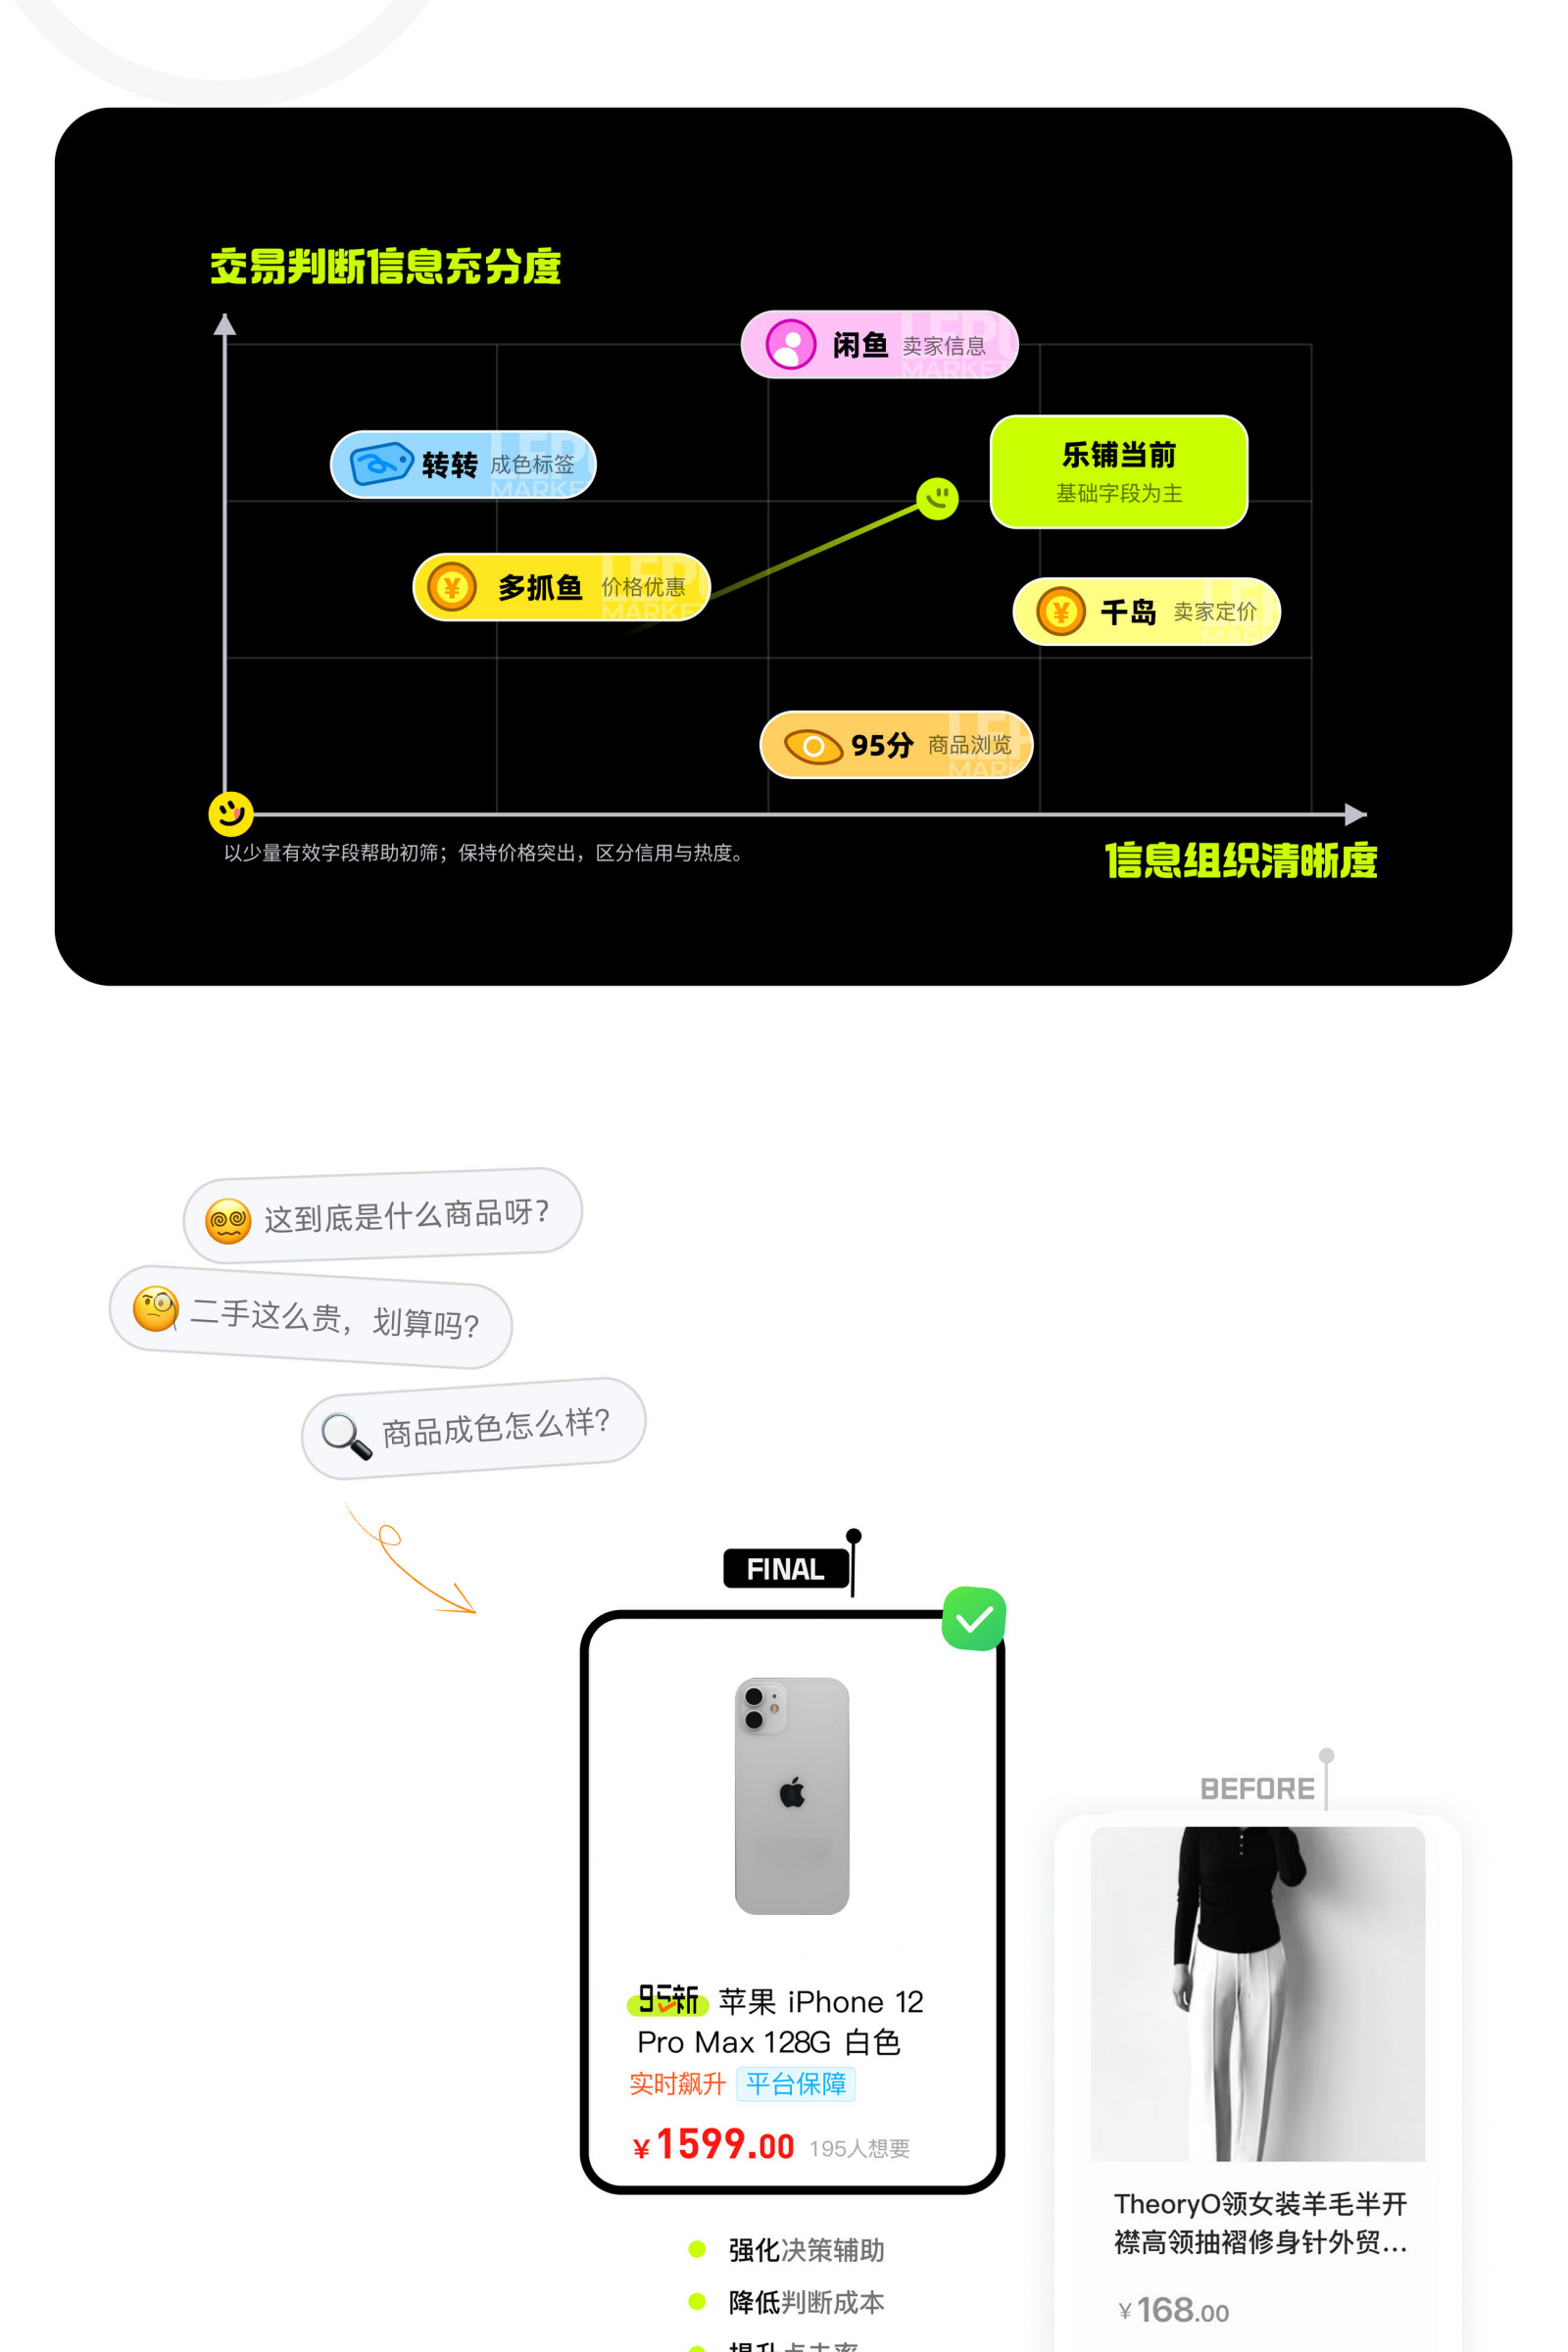 交易判断信息充分度
闲鱼 卖家信息
乐铺当前
基础字段为主
转转 成色标签
多抓鱼 价格优惠
千岛 卖家定价
95分 商品浏览
以少量有效字段帮助初筛；保持价格突出，区分信用与热度。
信息组织清晰度
这到底是什么商品呀？
二手这么贵，划算吗？
商品成色怎么样？
FINAL
95新 苹果 iPhone 12
Pro Max 128G 白色
实时飙升 平台保障
¥1599.00 195人想要
强化决策辅助
降低判断成本
BEFORE
TheoryO领女装羊毛半开
襟高领抽褶修身针外贸...
¥168.00